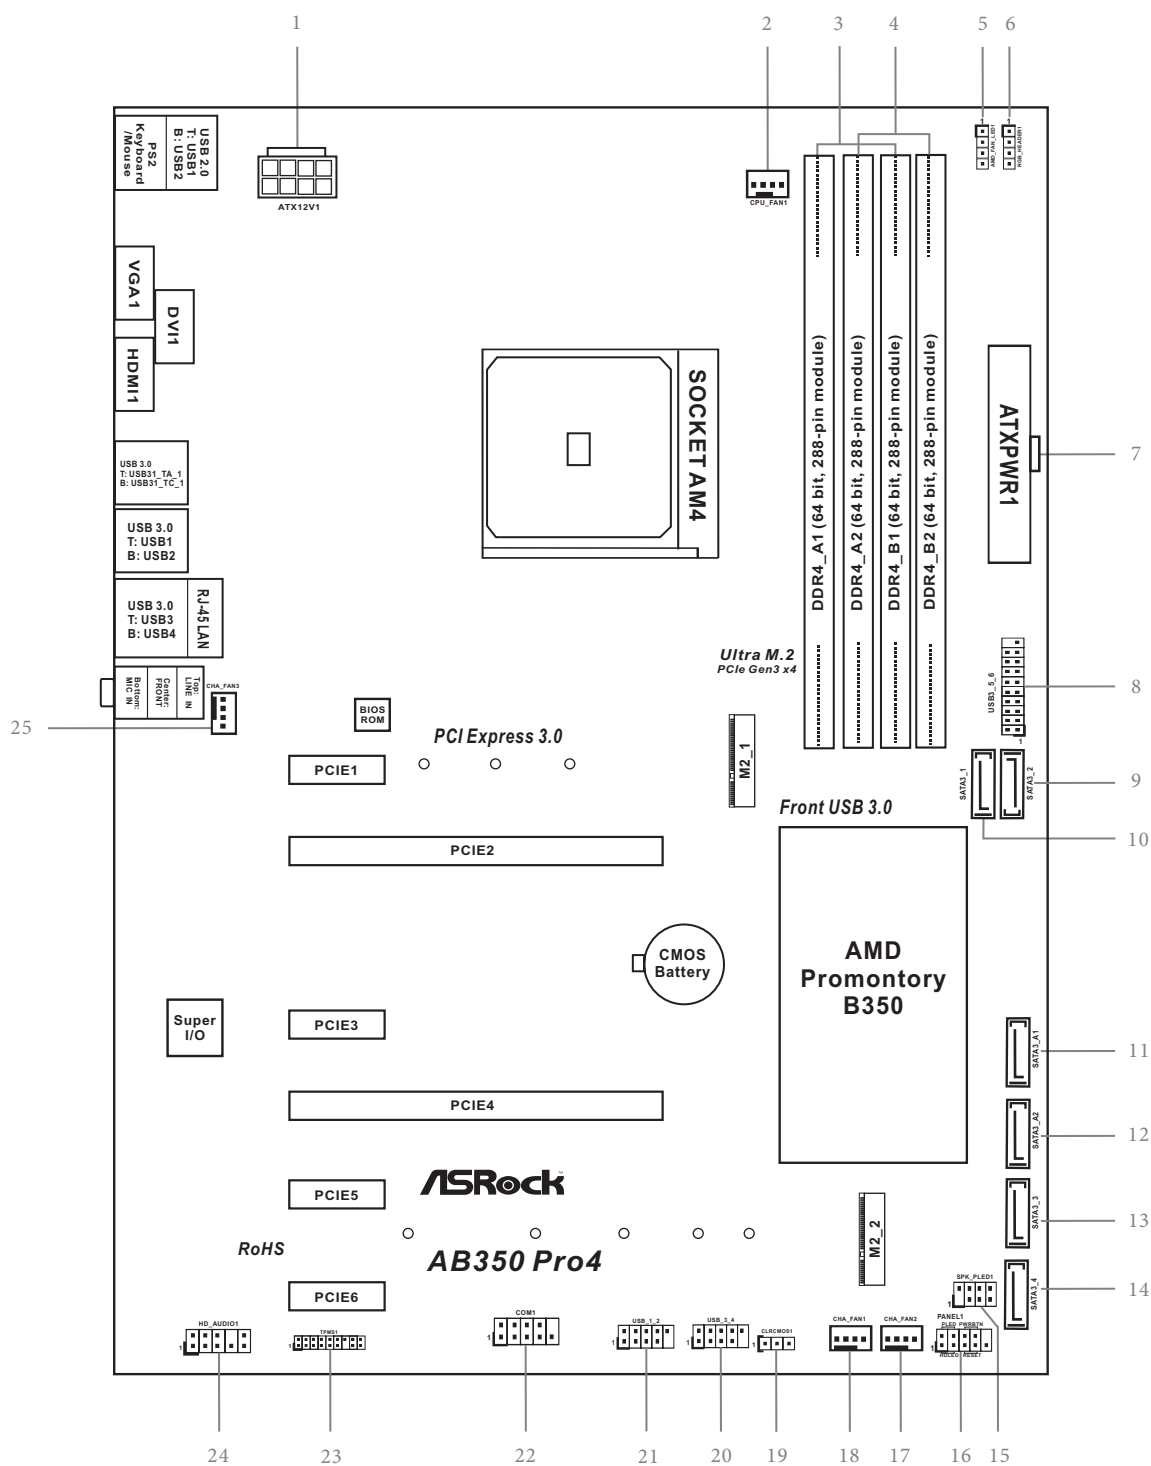 1
2
3
4
5
6
USB 2.0
T: USB1
B: USB2
PS2
Keyboard
/Mouse
ATX12V1
CPU_FAN1
1
AMD_FAN_LED1
1
RGB_HEADER1
VGA1
DVI1
HDMI1
SOCKET AM4
DDR4_A1 (64 bit, 288-pin module)
DDR4_A2 (64 bit, 288-pin module)
DDR4_B1 (64 bit, 288-pin module)
DDR4_B2 (64 bit, 288-pin module)
ATXPWR1
7
USB 3.0
T: USB31_TA_1
B: USB31_TC_1
USB 3.0
T: USB1
B: USB2
USB 3.0
T: USB3
B: USB4
RJ-45 LAN
Ultra M.2
PCIe Gen3 x4
USB3_5_6
1
8
Top:
LINE IN
Center:
FRONT
Bottom:
MIC IN
CHA_FAN3
25
BIOS
ROM
PCI Express 3.0
M2_1
PCIE1
SATA3_1
SATA3_2
9
Front USB 3.0
10
PCIE2
CMOS
Battery
AMD
Promontory
B350
Super
I/O
PCIE3
SATA3_A1
11
PCIE4
SATA3_A2
12
ASRock
PCIE5
SATA3_3
13
RoHS
AB350 Pro4
M2_2
PCIE6
SPK_PLED1
1
SATA3_4
14
HD_AUDIO1
1
TPMS1
1
COM1
1
USB_1_2
1
USB_3_4
1
CLRCMOS1
1
CHA_FAN1
CHA_FAN2
PANEL1
PLED PWRBTN
1
HDLED RESET
24
23
22
21
20
19
18
17
16
15